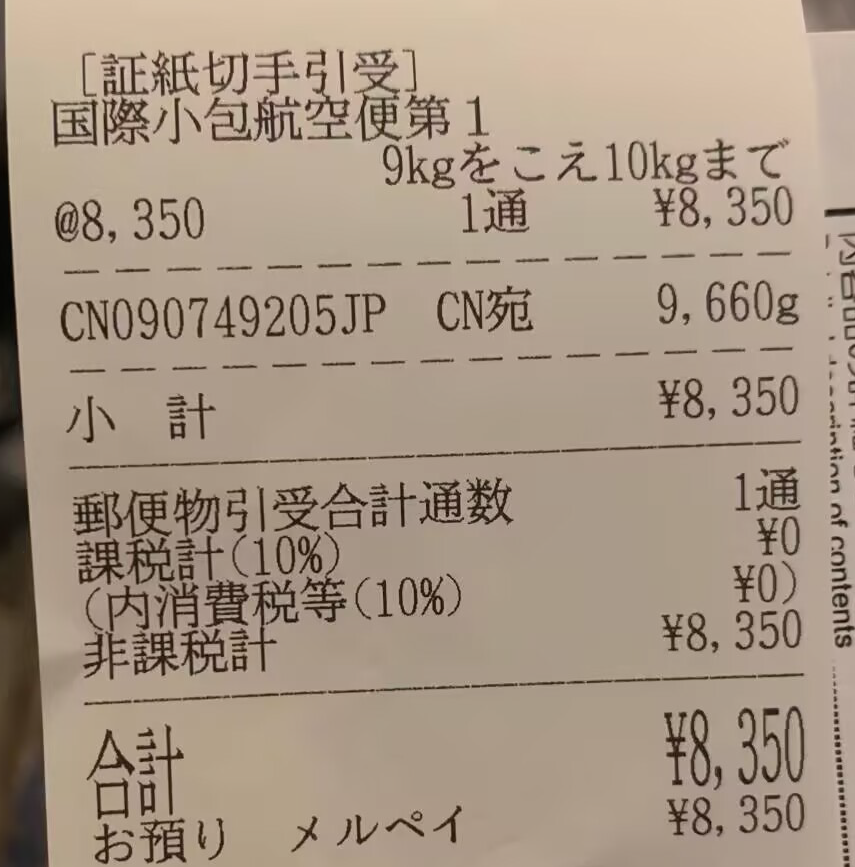 [証紙切手引受]
国際小包航空便第1
9kgをこえ10kgまで
@8,350 1通 ¥8,350
CN090749205JP CN宛 9,660g
小 計 ¥8,350
郵便物引受合計通数 1通
課税計(10%) ¥0
(内消費税等(10%) ¥0)
非課税計 ¥8,350
合計 ¥8,350
お預り メルペイ ¥8,350
of contents